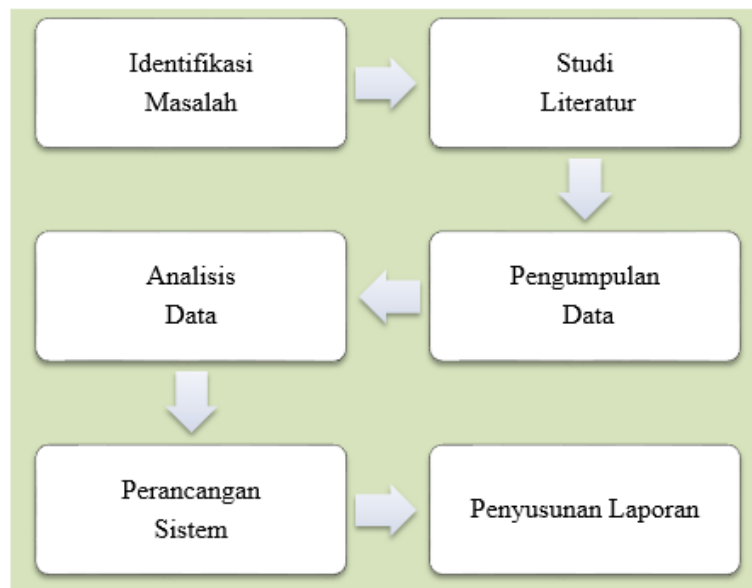 Identifikasi
Masalah
Studi
Literatur
Pengumpulan
Data
Analisis
Data
Perancangan
Sistem
Penyusunan Laporan